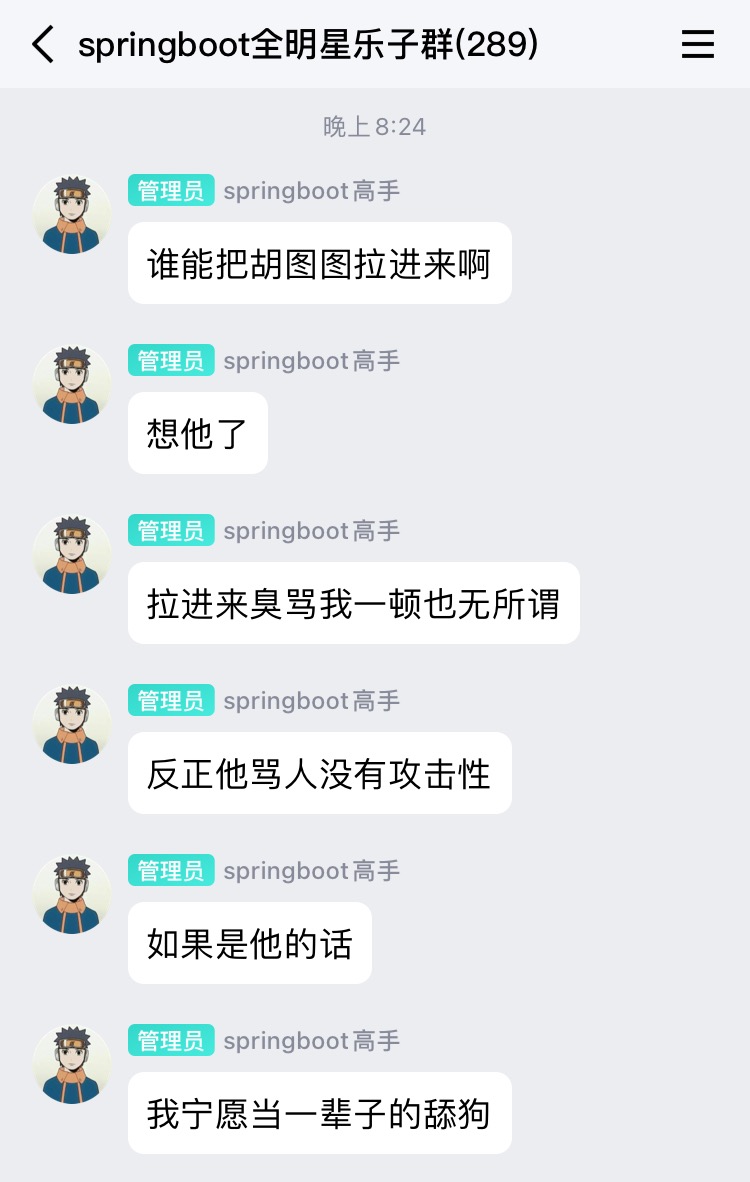 springboot全明星乐子群(289)
晚上8:24
管理员 springboot高手
谁能把胡图图拉进来啊
管理员 springboot高手
想他了
管理员 springboot高手
拉进来臭骂我一顿也无所谓
管理员 springboot高手
反正他骂人没有攻击性
管理员 springboot高手
如果是他的话
管理员 springboot高手
我宁愿当一辈子的舔狗